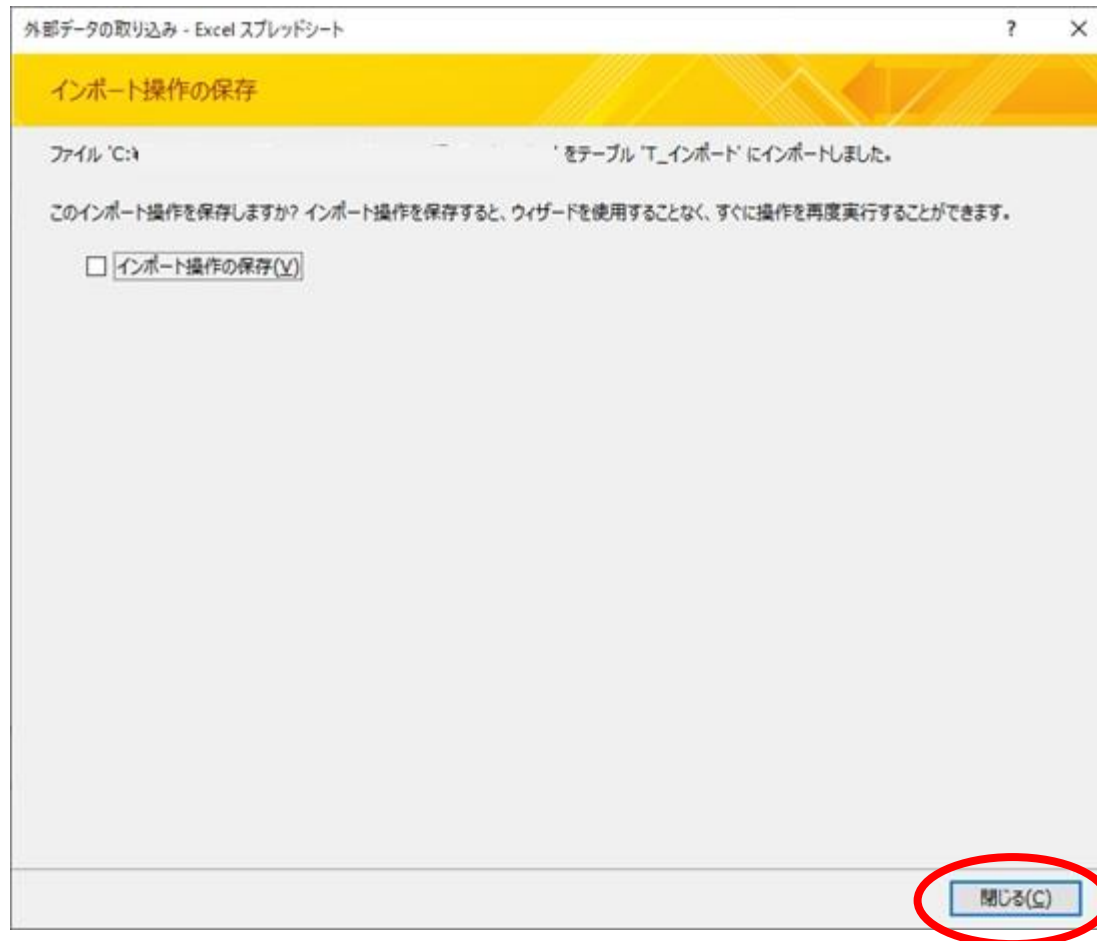 外部データの取り込み - Excel スプレッドシート ? ×
インポート操作の保存
ファイル 'C:¥ ' をテーブル 'T_インポート' にインポートしました。
このインポート操作を保存しますか? インポート操作を保存すると、ウィザードを使用することなく、すぐに操作を再度実行することができます。
インポート操作の保存(V)
閉じる(C)